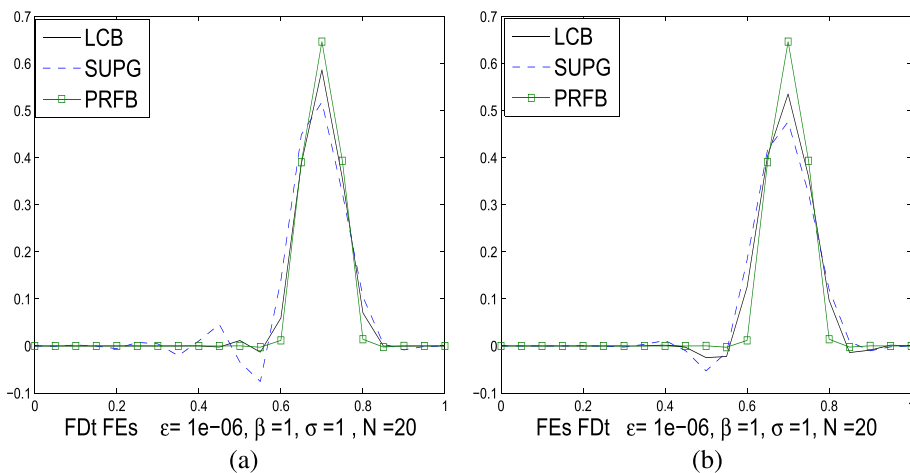 0.7
0.6
0.5
0.4
0.3
0.2
0.1
0
−0.1
0 0.2 0.4 0.6 0.8 1
LCB
SUPG
PRFB
FDt FEs ε= 1e−06, β =1, σ =1 , N =20
(a)
0.7
0.6
0.5
0.4
0.3
0.2
0.1
0
−0.1
0 0.2 0.4 0.6 0.8 1
LCB
SUPG
PRFB
FEs FDt ε= 1e−06, β =1, σ =1, N =20
(b)